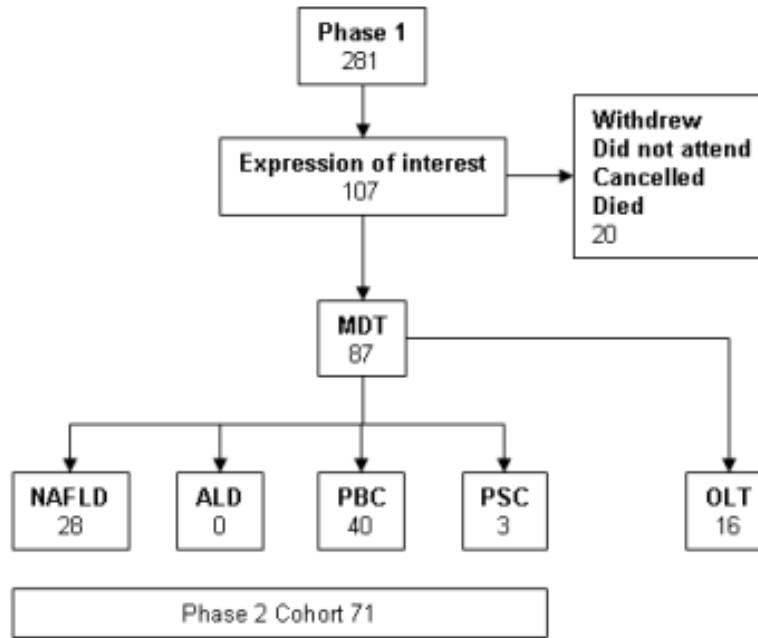 Phase 1
281
Expression of interest
107
Withdrew
Did not attend
Cancelled
Died
20
MDT
87
NAFLD
28
ALD
0
PBC
40
PSC
3
OLT
16
Phase 2 Cohort 71